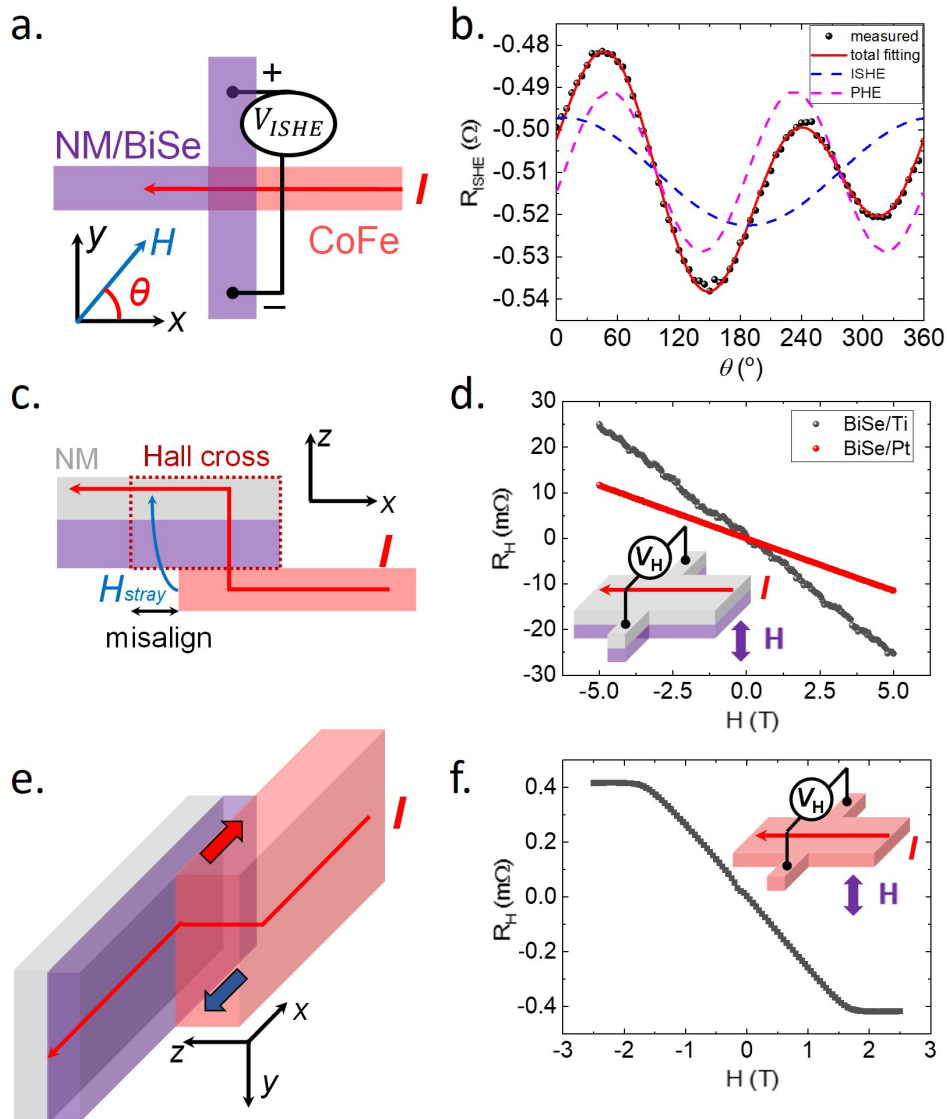 a.
+
V_ISHE
NM/BiSe
I
CoFe
y
H
θ
x
−
b.
-0.48
-0.49
-0.50
-0.51
-0.52
-0.53
-0.54
R_ISHE (Ω)
measured
total fitting
ISHE
PHE
0 60 120 180 240 300 360
θ (°)
c.
NM
Hall cross
z
x
I
H_stray
misalign
d.
30
20
10
0
-10
-20
-30
R_H (mΩ)
BiSe/Ti
BiSe/Pt
V_H
I
H
-5.0 -2.5 0.0 2.5 5.0
H (T)
e.
I
x
z
y
f.
0.4
0.2
0.0
-0.2
-0.4
R_H (mΩ)
V_H
I
H
-3 -2 -1 0 1 2 3
H (T)